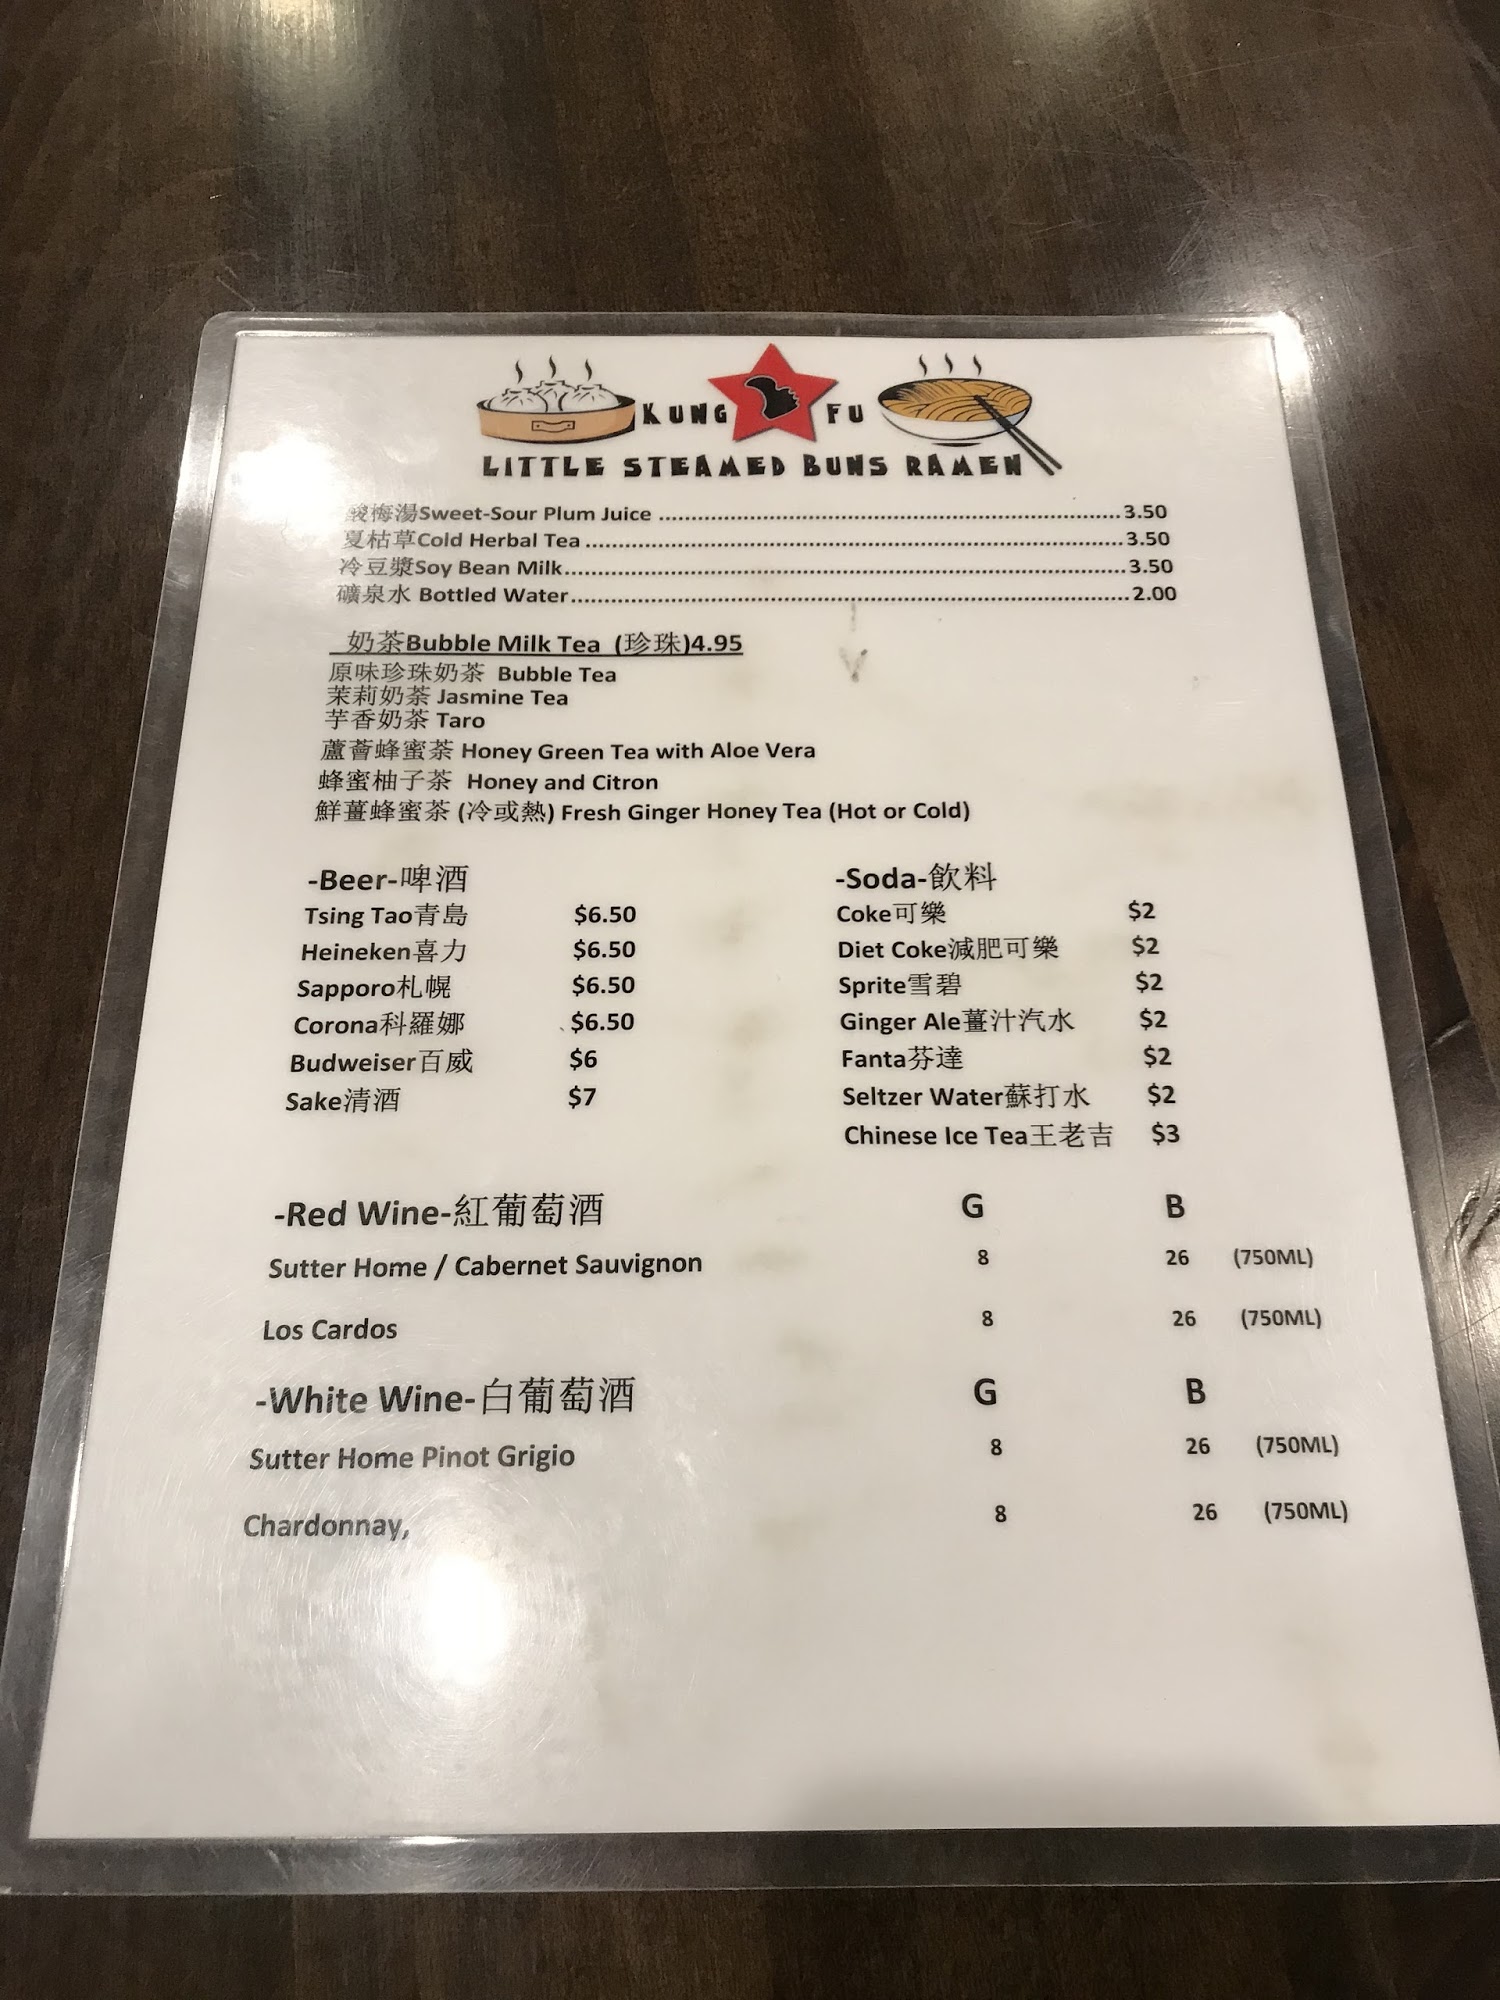 KUNG FU
LITTLE STEAMED BUNS RAMEN
酸梅湯Sweet-Sour Plum Juice ........................................................................3.50
夏枯草Cold Herbal Tea ........................................................................3.50
冷豆漿Soy Bean Milk........................................................................3.50
礦泉水 Bottled Water........................................................................2.00
奶茶Bubble Milk Tea (珍珠)4.95
原味珍珠奶茶 Bubble Tea
茉莉奶茶 Jasmine Tea
芋香奶茶 Taro
蘆薈蜂蜜茶 Honey Green Tea with Aloe Vera
蜂蜜柚子茶 Honey and Citron
鮮薑蜂蜜茶 (冷或熱) Fresh Ginger Honey Tea (Hot or Cold)
-Beer-啤酒
Tsing Tao青島 $6.50
Heineken喜力 $6.50
Sapporo札幌 $6.50
Corona科羅娜 $6.50
Budweiser百威 $6
Sake清酒 $7
-Soda-飲料
Coke可樂 $2
Diet Coke減肥可樂 $2
Sprite雪碧 $2
Ginger Ale薑汁汽水 $2
Fanta芬達 $2
Seltzer Water蘇打水 $2
Chinese Ice Tea王老吉 $3
-Red Wine-紅葡萄酒 G B
Sutter Home / Cabernet Sauvignon 8 26 (750ML)
Los Cardos 8 26 (750ML)
-White Wine-白葡萄酒 G B
Sutter Home Pinot Grigio 8 26 (750ML)
Chardonnay, 8 26 (750ML)